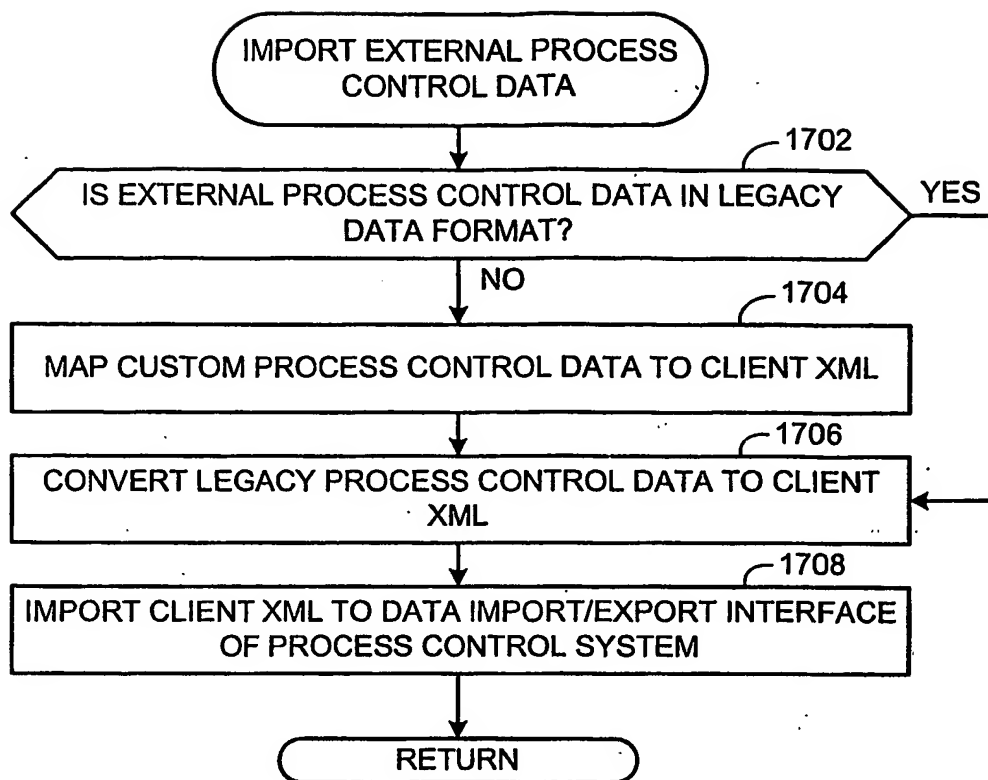 IMPORT EXTERNAL PROCESS
CONTROL DATA
1702
IS EXTERNAL PROCESS CONTROL DATA IN LEGACY
DATA FORMAT?
YES
NO
1704
MAP CUSTOM PROCESS CONTROL DATA TO CLIENT XML
1706
CONVERT LEGACY PROCESS CONTROL DATA TO CLIENT
XML
1708
IMPORT CLIENT XML TO DATA IMPORT/EXPORT INTERFACE
OF PROCESS CONTROL SYSTEM
RETURN